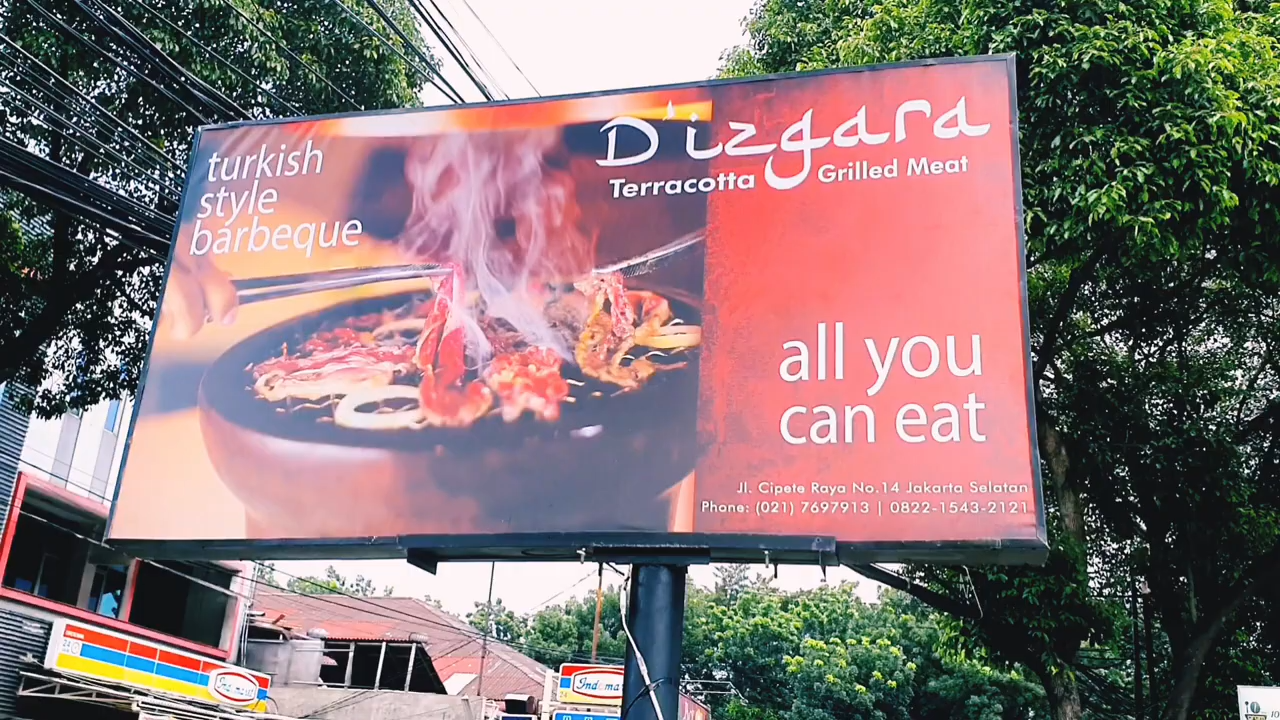 turkish
style
barbeque
D'izgara
Terracotta Grilled Meat
all you
can eat
Jl. Cipete Raya No.14 Jakarta Selatan
Phone: (021) 7697913 | 0822-1543-2121
Indomaret
Indomaret